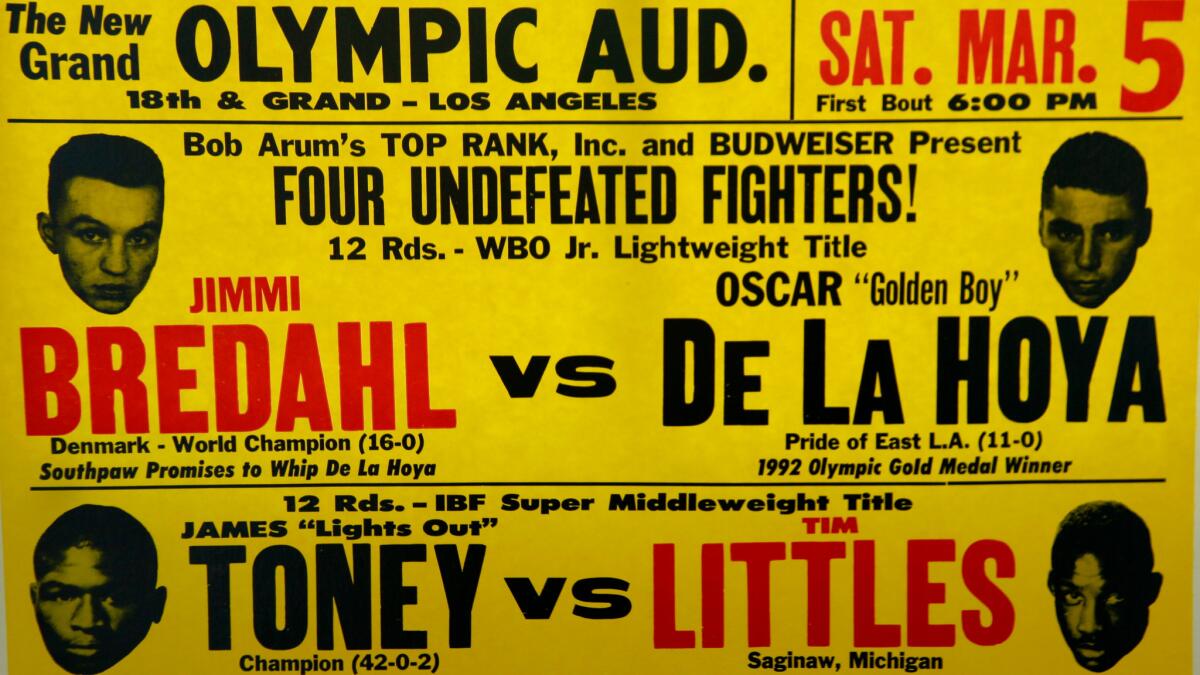 The New
Grand
OLYMPIC AUD.
18th & GRAND - LOS ANGELES
SAT. MAR. 5
First Bout 6:00 PM
Bob Arum's TOP RANK, Inc. and BUDWEISER Present
FOUR UNDEFEATED FIGHTERS!
12 Rds. - WBO Jr. Lightweight Title
JIMMI
BREDAHL
vs
OSCAR "Golden Boy"
DE LA HOYA
Denmark - World Champion (16-0)
Southpaw Promises to Whip De La Hoya
Pride of East L.A. (11-0)
1992 Olympic Gold Medal Winner
12 Rds. - IBF Super Middleweight Title
JAMES "Lights Out"
TONEY
vs
TIM
LITTLES
Champion (42-0-2)
Saginaw, Michigan